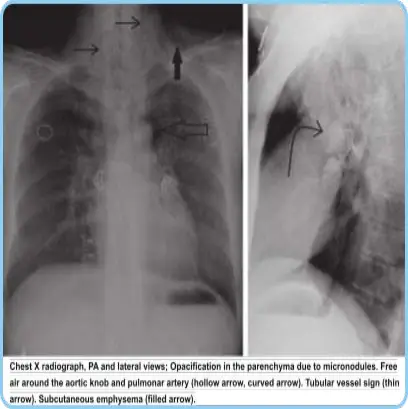 Chest X radiograph, PA and lateral views; Opacification in the parenchyma due to micronodules. Free
air around the aortic knob and pulmonar artery (hollow arrow, curved arrow). Tubular vessel sign (thin
arrow). Subcutaneous emphysema (filled arrow).